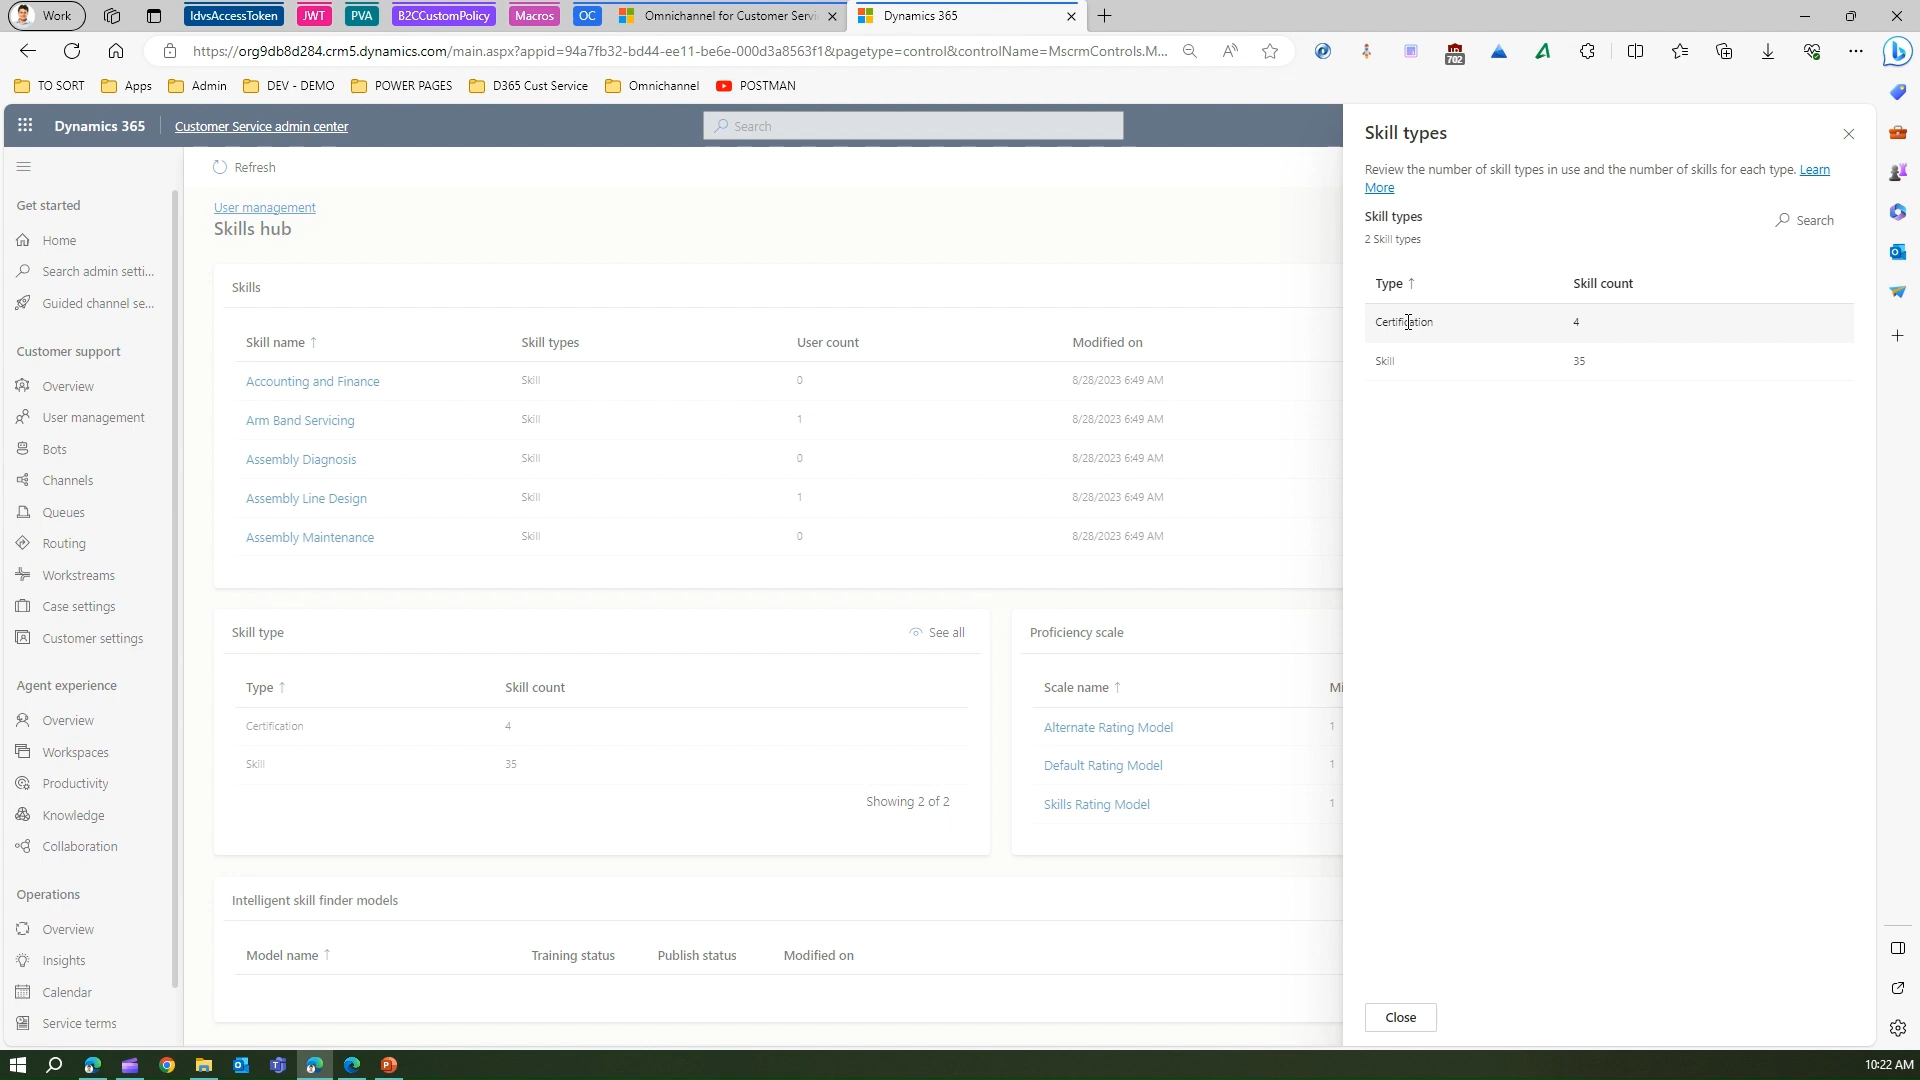 Work
IdvsAccessToken
JWT
PVA
B2CCustomPolicy
Macros
OC
Omnichannel for Customer Servi
Dynamics 365
https://org9db8d284.crm5.dynamics.com/main.aspx?appid=94a7fb32-bd44-ee11-be6e-000d3a8563f1&pagetype=control&controlName=MscrmControls.M...
702
TO SORT
Apps
Admin
DEV - DEMO
POWER PAGES
D365 Cust Service
Omnichannel
POSTMAN
Dynamics 365
Customer Service admin center
Search
Get started
Home
Search admin setti...
Guided channel se...
Customer support
Overview
User management
Bots
Channels
Queues
Routing
Workstreams
Case settings
Customer settings
Agent experience
Overview
Workspaces
Productivity
Knowledge
Collaboration
Operations
Overview
Insights
Calendar
Service terms
Refresh
User management
Skills hub
Skills
Skill name ↑ Skill types User count Modified on
Accounting and Finance Skill 0 8/28/2023 6:49 AM
Arm Band Servicing Skill 1 8/28/2023 6:49 AM
Assembly Diagnosis Skill 0 8/28/2023 6:49 AM
Assembly Line Design Skill 1 8/28/2023 6:49 AM
Assembly Maintenance Skill 0 8/28/2023 6:49 AM
Skill type
See all
Type ↑ Skill count
Certification 4
Skill 35
Showing 2 of 2
Proficiency scale
Scale name ↑ Mi
Alternate Rating Model 1
Default Rating Model 1
Skills Rating Model 1
Intelligent skill finder models
Model name ↑ Training status Publish status Modified on
Skill types
Review the number of skill types in use and the number of skills for each type. Learn
More
Skill types
2 Skill types
Search
Type ↑ Skill count
Certification 4
Skill 35
Close
10:22 AM